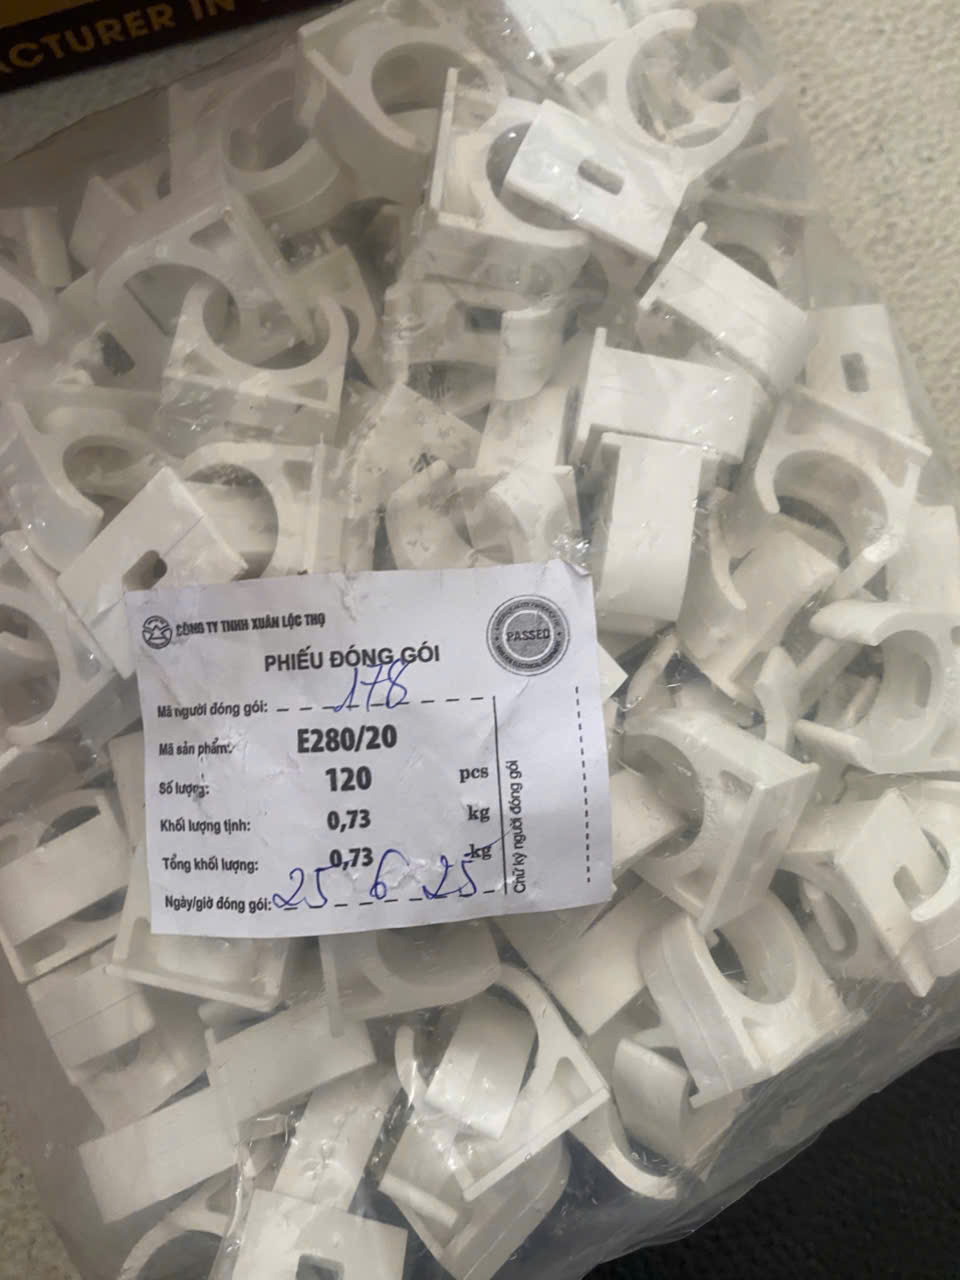 ACTURER IN
CÔNG TY TNHH XUÂN LỘC THỌ
PASSED
PHIẾU ĐÓNG GÓI
Mã người đóng gói: 178
Mã sản phẩm: E280/20
Số lượng: 120 pcs
Khối lượng tịnh: 0,73 kg
Tổng khối lượng: 0,73 kg
Ngày/giờ đóng gói: 25 6 25
Chữ ký người đóng gói